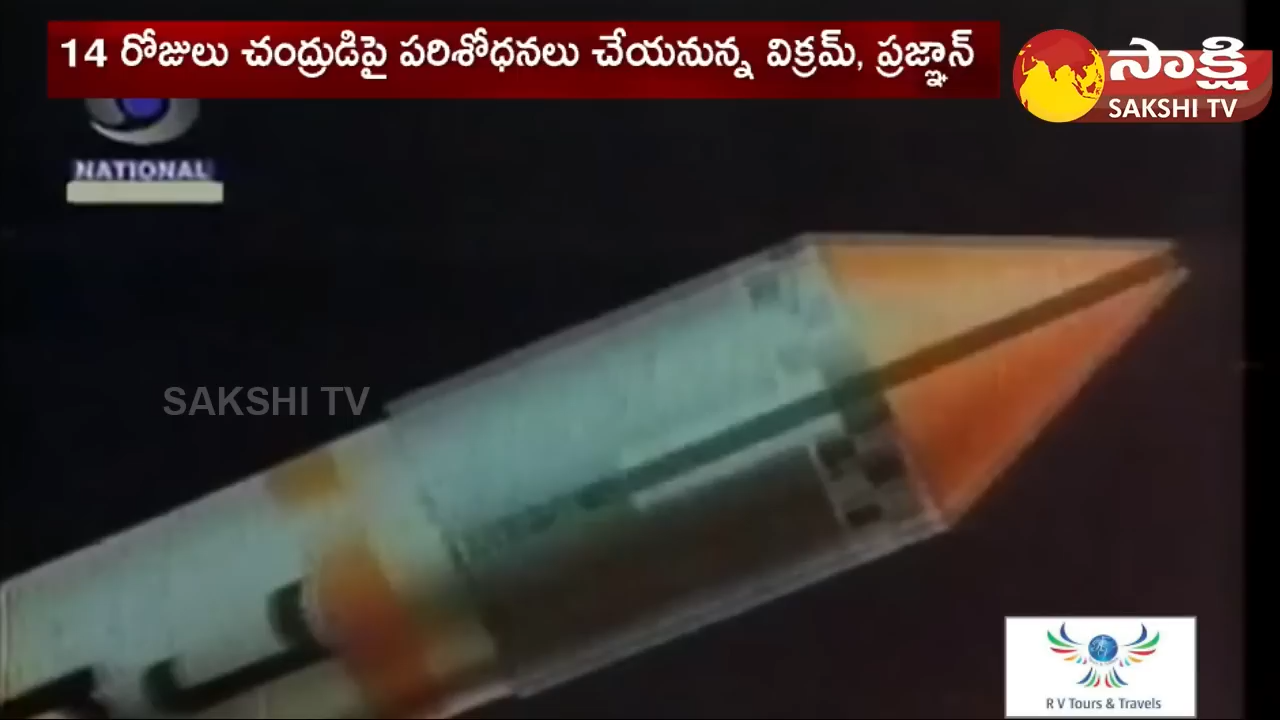 14 రోజులు చంద్రుడిపై పరిశోధనలు చేయనున్న విక్రమ్, ప్రజ్ఞాన్
సాక్షి
SAKSHI TV
NATIONAL
SAKSHI TV
R V Tours & Travels